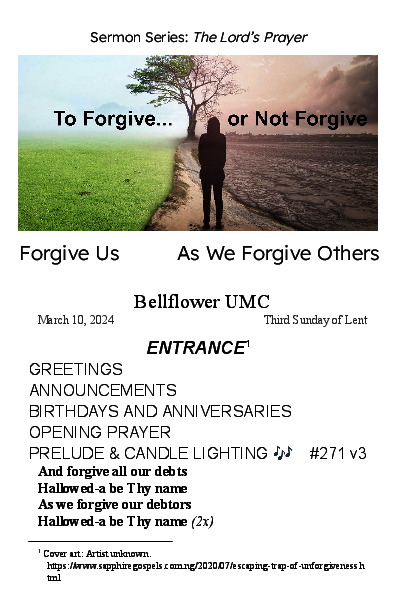 Sermon Series: The Lord's Prayer
To Forgive... or Not Forgive
Forgive Us As We Forgive Others
Bellflower UMC
March 10, 2024 Third Sunday of Lent
ENTRANCE¹
GREETINGS
ANNOUNCEMENTS
BIRTHDAYS AND ANNIVERSARIES
OPENING PRAYER
PRELUDE & CANDLE LIGHTING 🎶 #271 v3
And forgive all our debts
Hallowed-a be Thy name
As we forgive our debtors
Hallowed-a be Thy name (2x)
¹ Cover art: Artist unknown.
https://www.sapphiregospels.com.ng/2020/07/escaping-trap-of-unforgiveness.h
tml